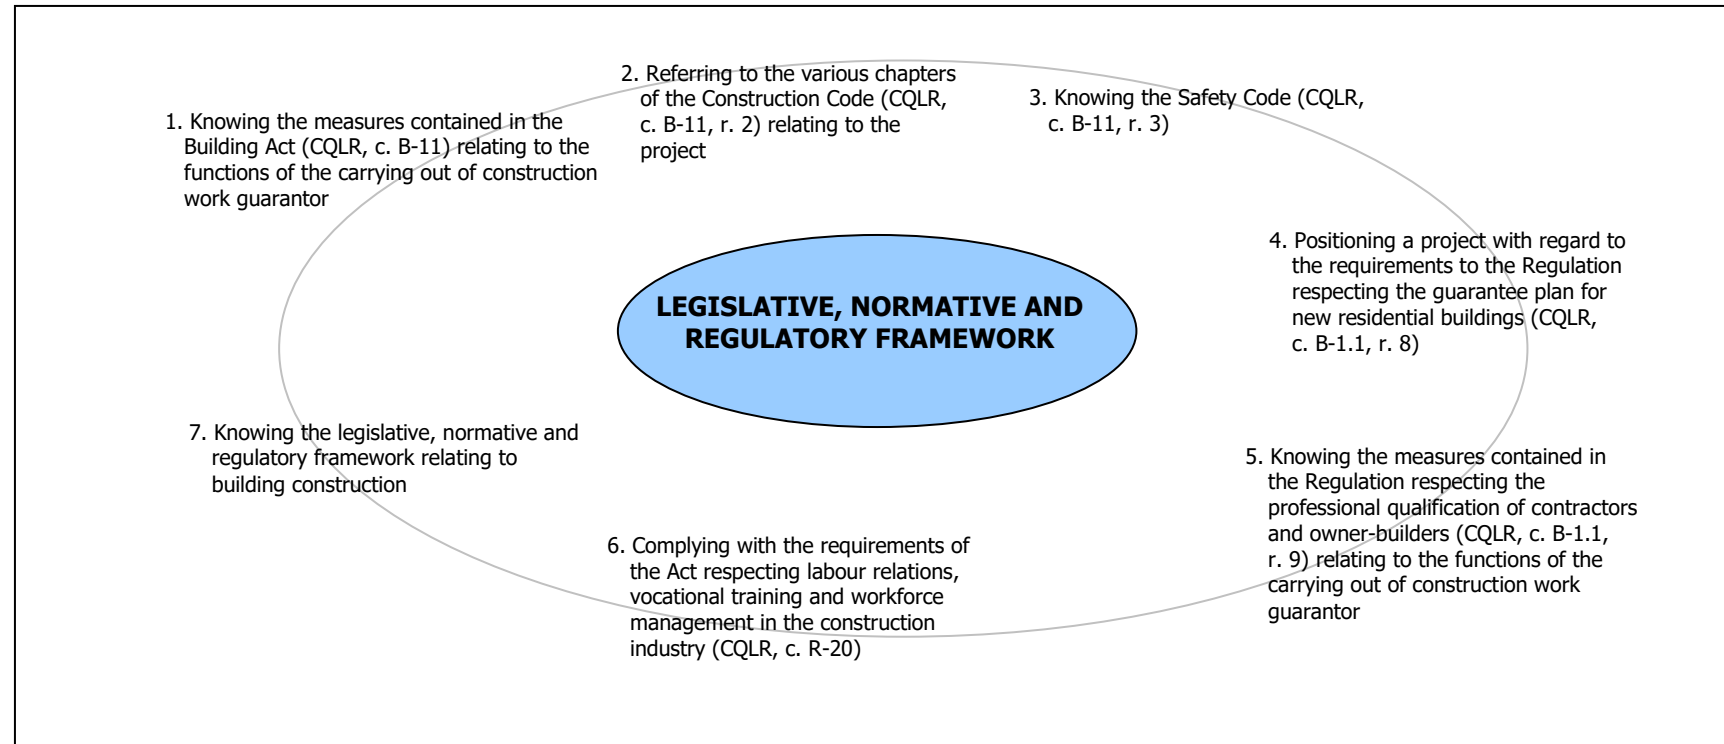 1. Knowing the measures contained in the
Building Act (CQLR, c. B-11) relating to the
functions of the carrying out of construction
work guarantor
2. Referring to the various chapters
of the Construction Code (CQLR,
c. B-11, r. 2) relating to the
project
3. Knowing the Safety Code (CQLR,
c. B-11, r. 3)
4. Positioning a project with regard to
the requirements to the Regulation
respecting the guarantee plan for
new residential buildings (CQLR,
c. B-1.1, r. 8)
LEGISLATIVE, NORMATIVE AND
REGULATORY FRAMEWORK
5. Knowing the measures contained in
the Regulation respecting the
professional qualification of contractors
and owner-builders (CQLR, c. B-1.1,
r. 9) relating to the functions of the
carrying out of construction work
guarantor
6. Complying with the requirements of
the Act respecting labour relations,
vocational training and workforce
management in the construction
industry (CQLR, c. R-20)
7. Knowing the legislative, normative and
regulatory framework relating to
building construction